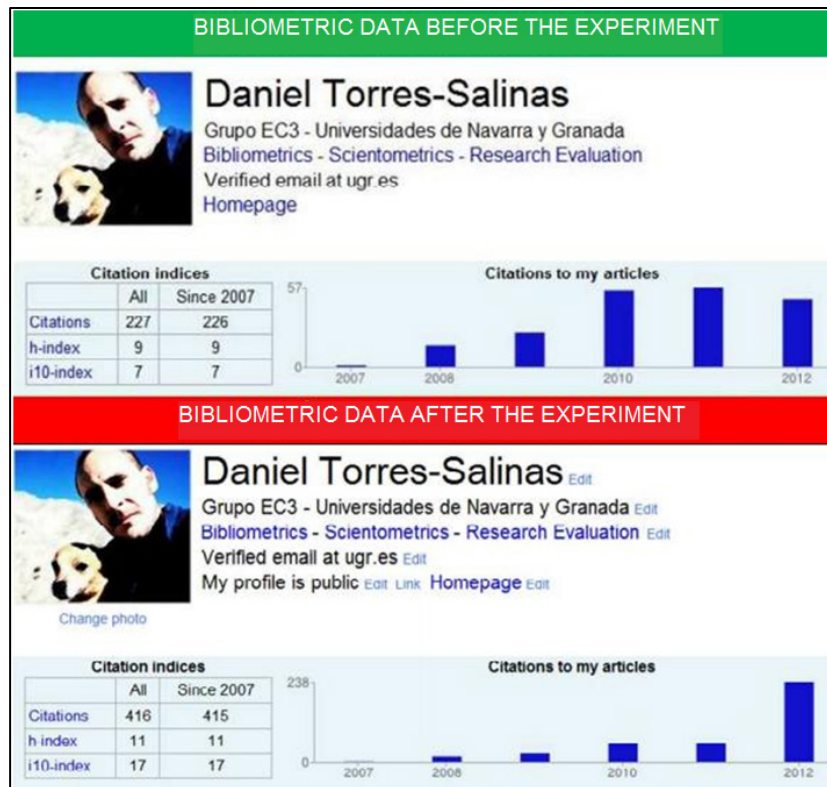 BIBLIOMETRIC DATA BEFORE THE EXPERIMENT
Daniel Torres-Salinas
Grupo EC3 - Universidades de Navarra y Granada
Bibliometrics - Scientometrics - Research Evaluation
Verified email at ugr.es
Homepage
Citation indices
All Since 2007
Citations 227 226
h-index 9 9
i10-index 7 7
Citations to my articles
57
0
2007 2008 2010 2012
BIBLIOMETRIC DATA AFTER THE EXPERIMENT
Daniel Torres-Salinas Edit
Grupo EC3 - Universidades de Navarra y Granada Edit
Bibliometrics - Scientometrics - Research Evaluation Edit
Verified email at ugr.es Edit
My profile is public Edit Link Homepage Edit
Change photo
Citation indices
All Since 2007
Citations 416 415
h-index 11 11
i10-index 17 17
Citations to my articles
238
0
2007 2008 2010 2012